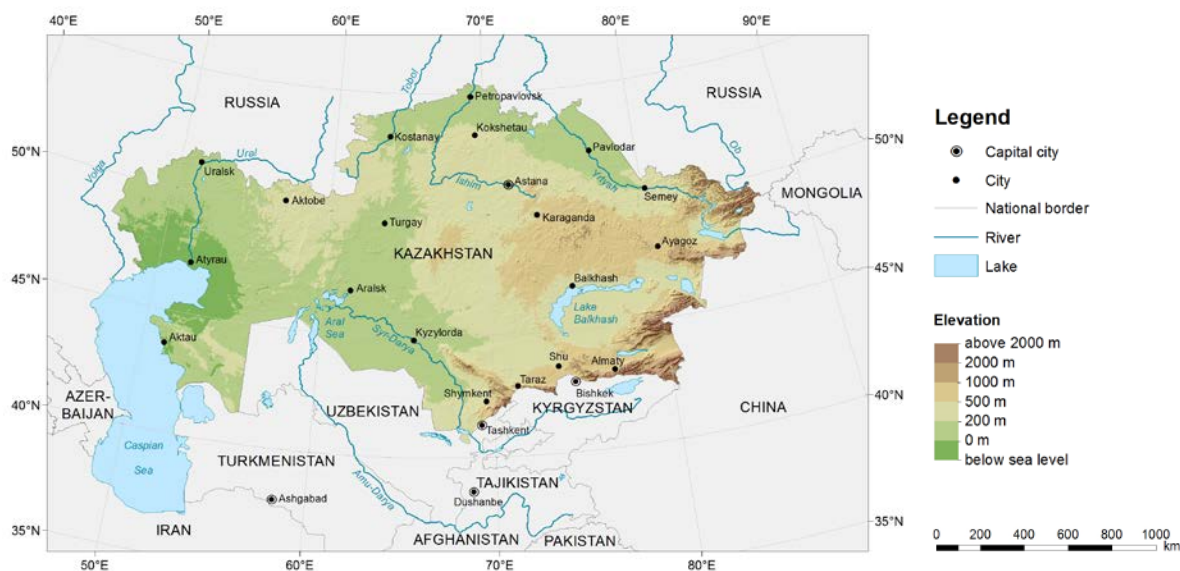 40°E
50°E
60°E
70°E
80°E
90°E
RUSSIA
Tobol
RUSSIA
Petropavlovsk
Kokshetau
Kostanay
50°N
Volga
Ural
Uralsk
Pavlodar
Yrtysh
Ob
50°N
Ishim
Astana
Semey
MONGOLIA
Aktobe
Turgay
Karaganda
KAZAKHSTAN
Ayagoz
45°N
Atyrau
45°N
Aralsk
Balkhash
Aral
Sea
Syr-Darya
Lake
Balkhash
Aktau
Kyzylorda
Shu
Almaty
Taraz
Bishkek
Shymkent
AZER-
BAIJAN
40°N
UZBEKISTAN
KYRGYZSTAN
CHINA
40°N
Tashkent
Caspian
Sea
TURKMENISTAN
Amu-Darya
TAJIKISTAN
Ashgabad
Dushanbe
35°N
IRAN
AFGHANISTAN
PAKISTAN
35°N
50°E
60°E
70°E
80°E
Legend
Capital city
City
National border
River
Lake
Elevation
above 2000 m
2000 m
1000 m
500 m
200 m
0 m
below sea level
0
200
400
600
800
1000
km